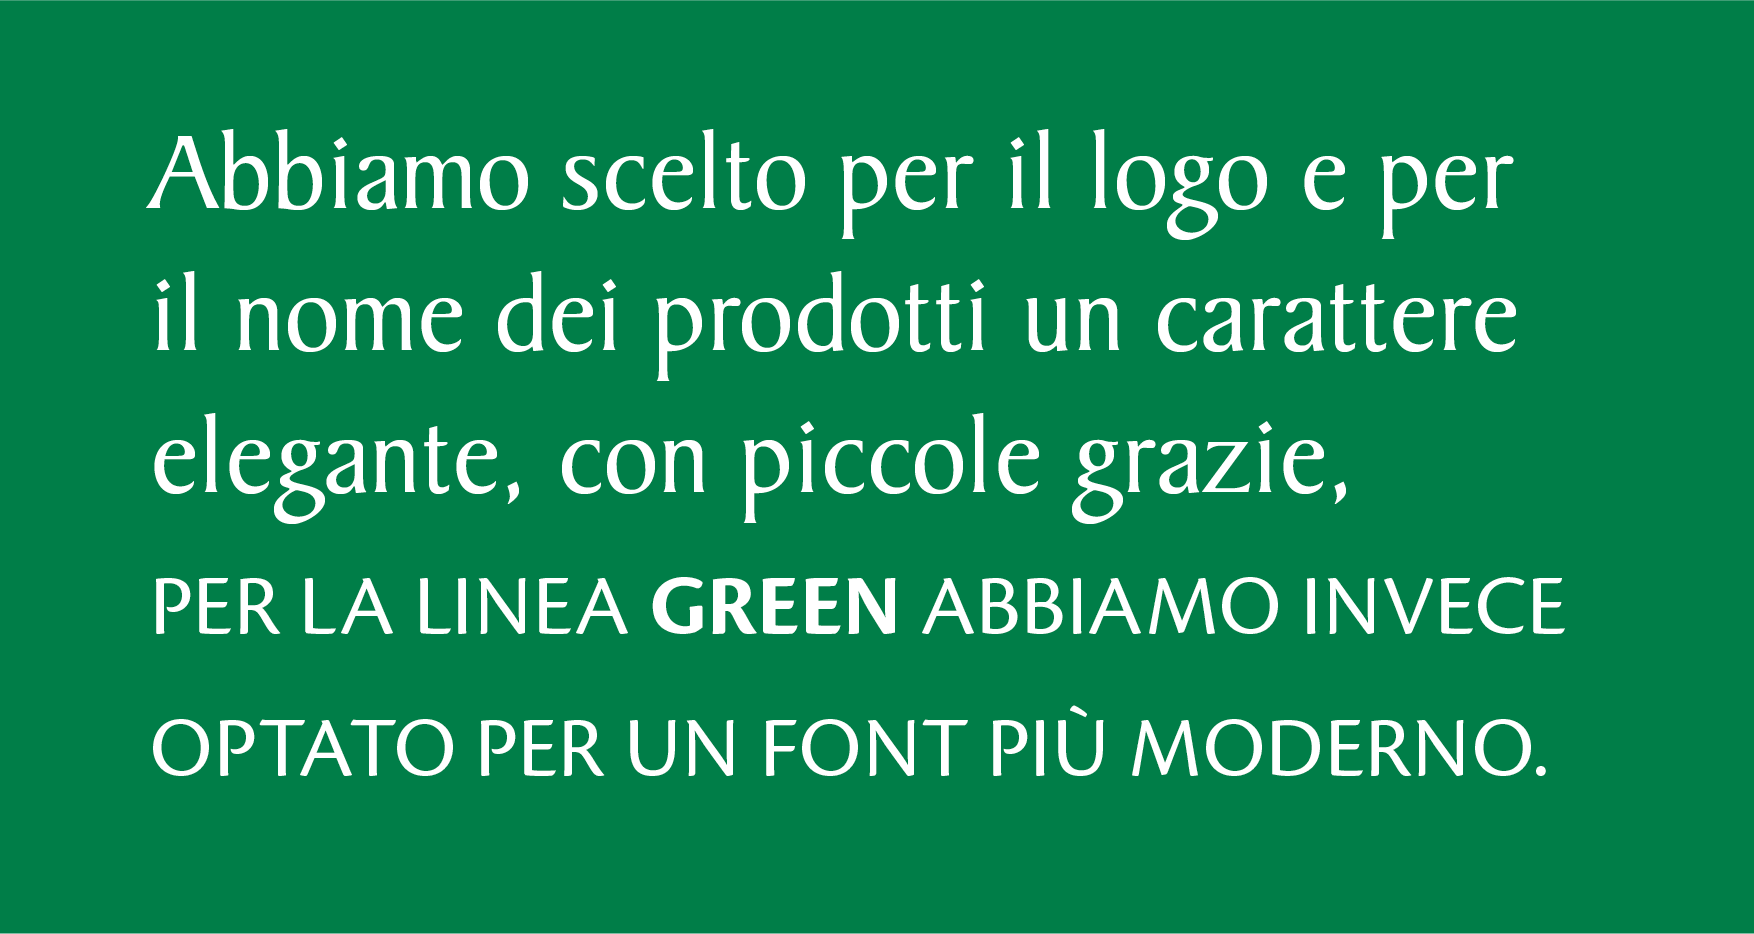 Abbiamo scelto per il logo e per
il nome dei prodotti un carattere
elegante, con piccole grazie,
PER LA LINEA GREEN ABBIAMO INVECE
OPTATO PER UN FONT PIÙ MODERNO.